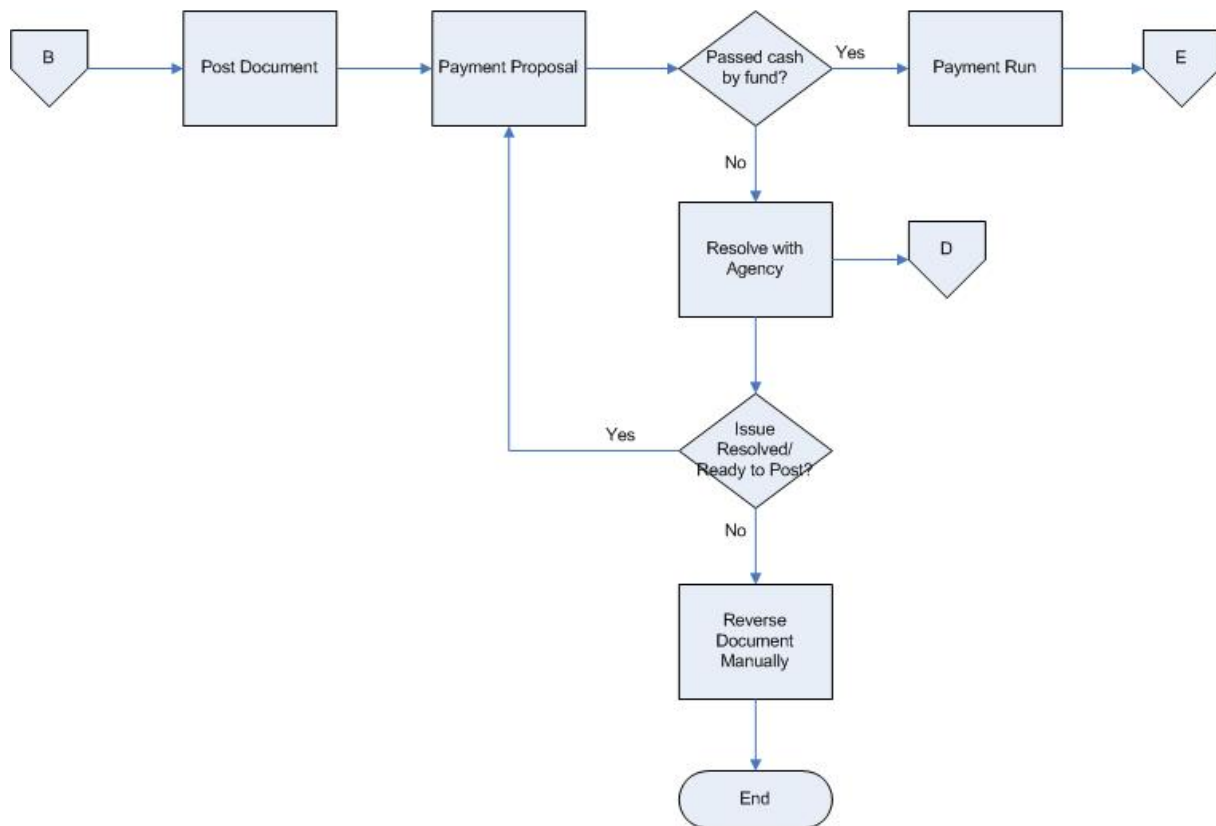 B
Post Document
Payment Proposal
Passed cash
by fund?
Yes
Payment Run
E
No
Resolve with
Agency
D
Yes
Issue
Resolved/
Ready to Post?
No
Reverse
Document
Manually
End